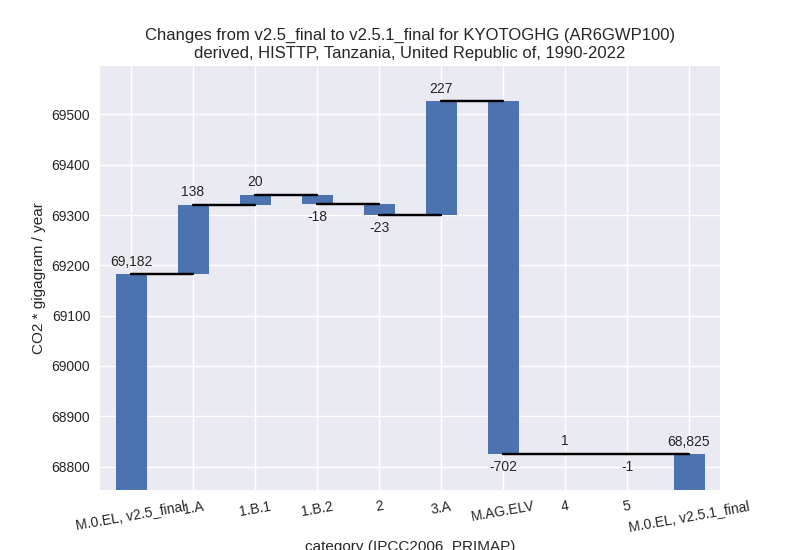 Changes from v2.5_final to v2.5.1_final for KYOTOGHG (AR6GWP100)
derived, HISTTP, Tanzania, United Republic of, 1990-2022
CO2 * gigagram / year
69500
69400
69300
69200
69100
69000
68900
68800
69,182
138
20
-18
-23
227
-702
1
-1
68,825
M.0.EL, v2.5_final
1.A
1.B.1
1.B.2
2
3.A
M.AG.ELV
4
5
M.0.EL, v2.5.1_final
category (IPCC2006_PRIMAP)